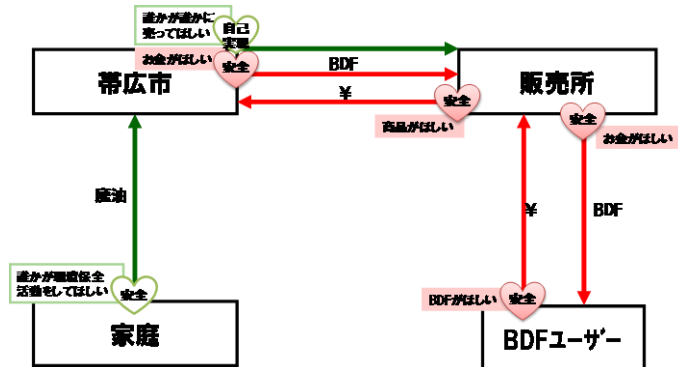 誰かが誰かに
売ってほしい
自己
実現
お金がほしい
安全
帯広市
BDF
¥
販売所
安全
商品がほしい
安全
お金がほしい
廃油
¥
BDF
誰かが環境保全
活動をしてほしい
安全
BDFがほしい
安全
家庭
BDFユーザー